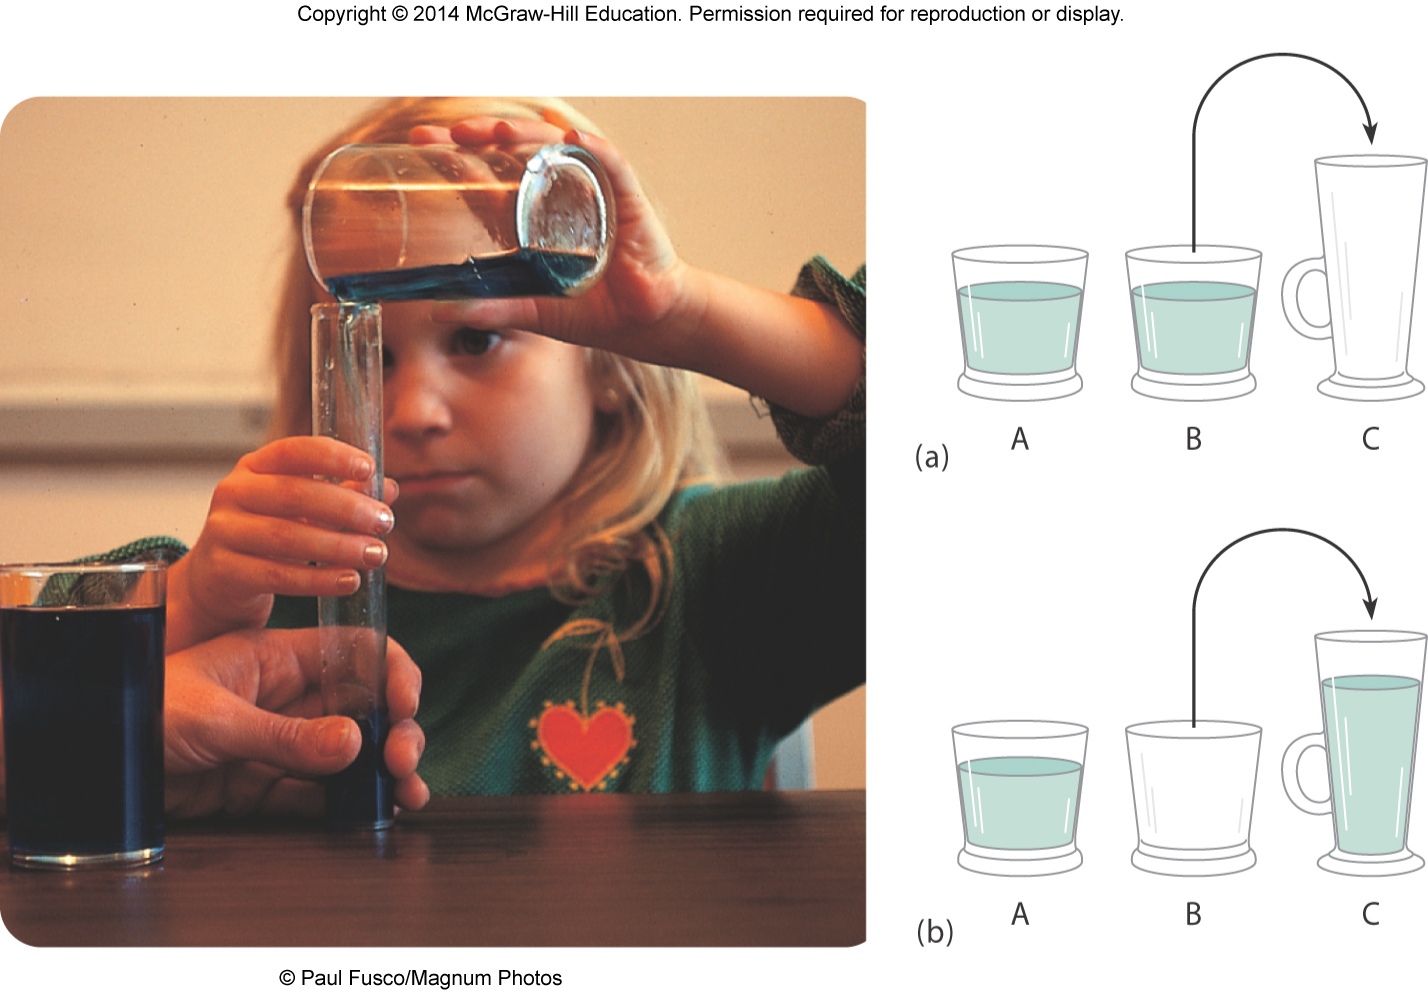 Copyright © 2014 McGraw-Hill Education. Permission required for reproduction or display.
A B C
(a)
A B C
(b)
© Paul Fusco/Magnum Photos